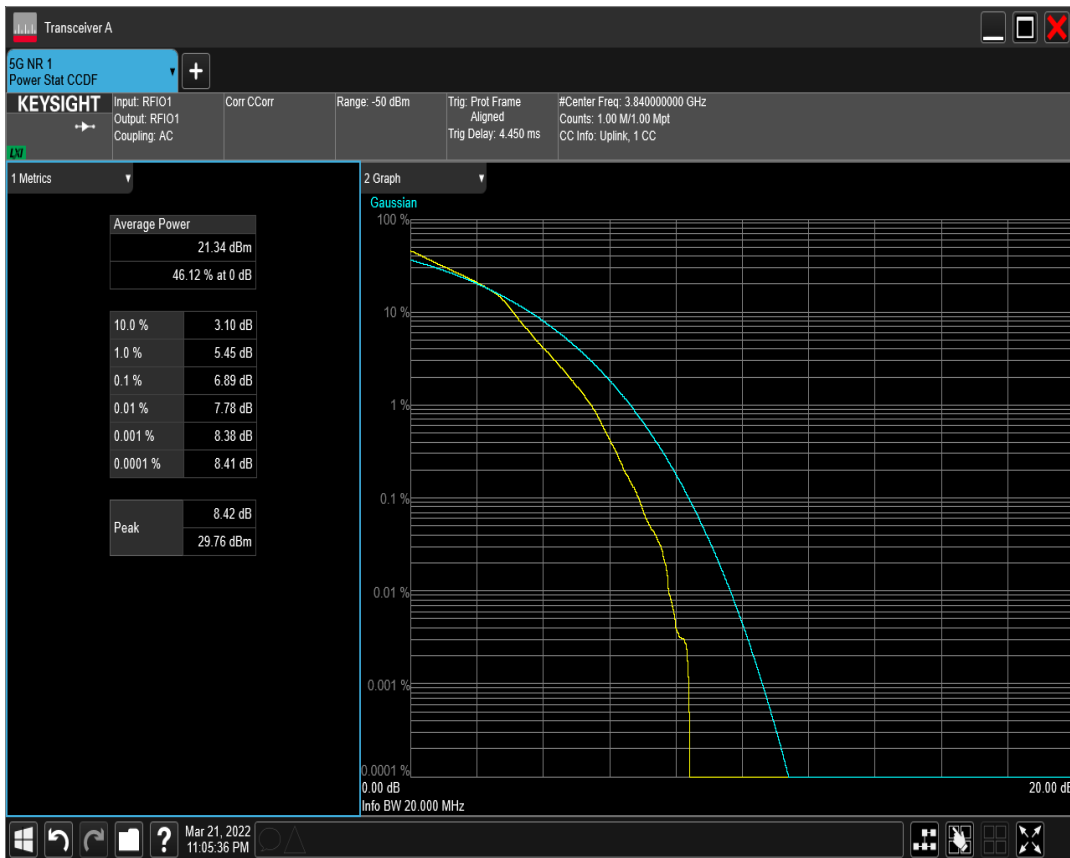 Transceiver A
5G NR 1
Power Stat CCDF
+
KEYSIGHT
LXI
Input: RFIO1
Output: RFIO1
Coupling: AC
Corr CCorr
Range: -50 dBm
Trig: Prot Frame
Aligned
Trig Delay: 4.450 ms
#Center Freq: 3.840000000 GHz
Counts: 1.00 M/1.00 Mpt
CC Info: Uplink, 1 CC
1 Metrics
Average Power
21.34 dBm
46.12 % at 0 dB
10.0 % 3.10 dB
1.0 % 5.45 dB
0.1 % 6.89 dB
0.01 % 7.78 dB
0.001 % 8.38 dB
0.0001 % 8.41 dB
Peak
8.42 dB
29.76 dBm
2 Graph
Gaussian
100 %
10 %
1 %
0.1 %
0.01 %
0.001 %
0.0001 %
0.00 dB 20.00 dB
Info BW 20.000 MHz
? Mar 21, 2022
11:05:36 PM